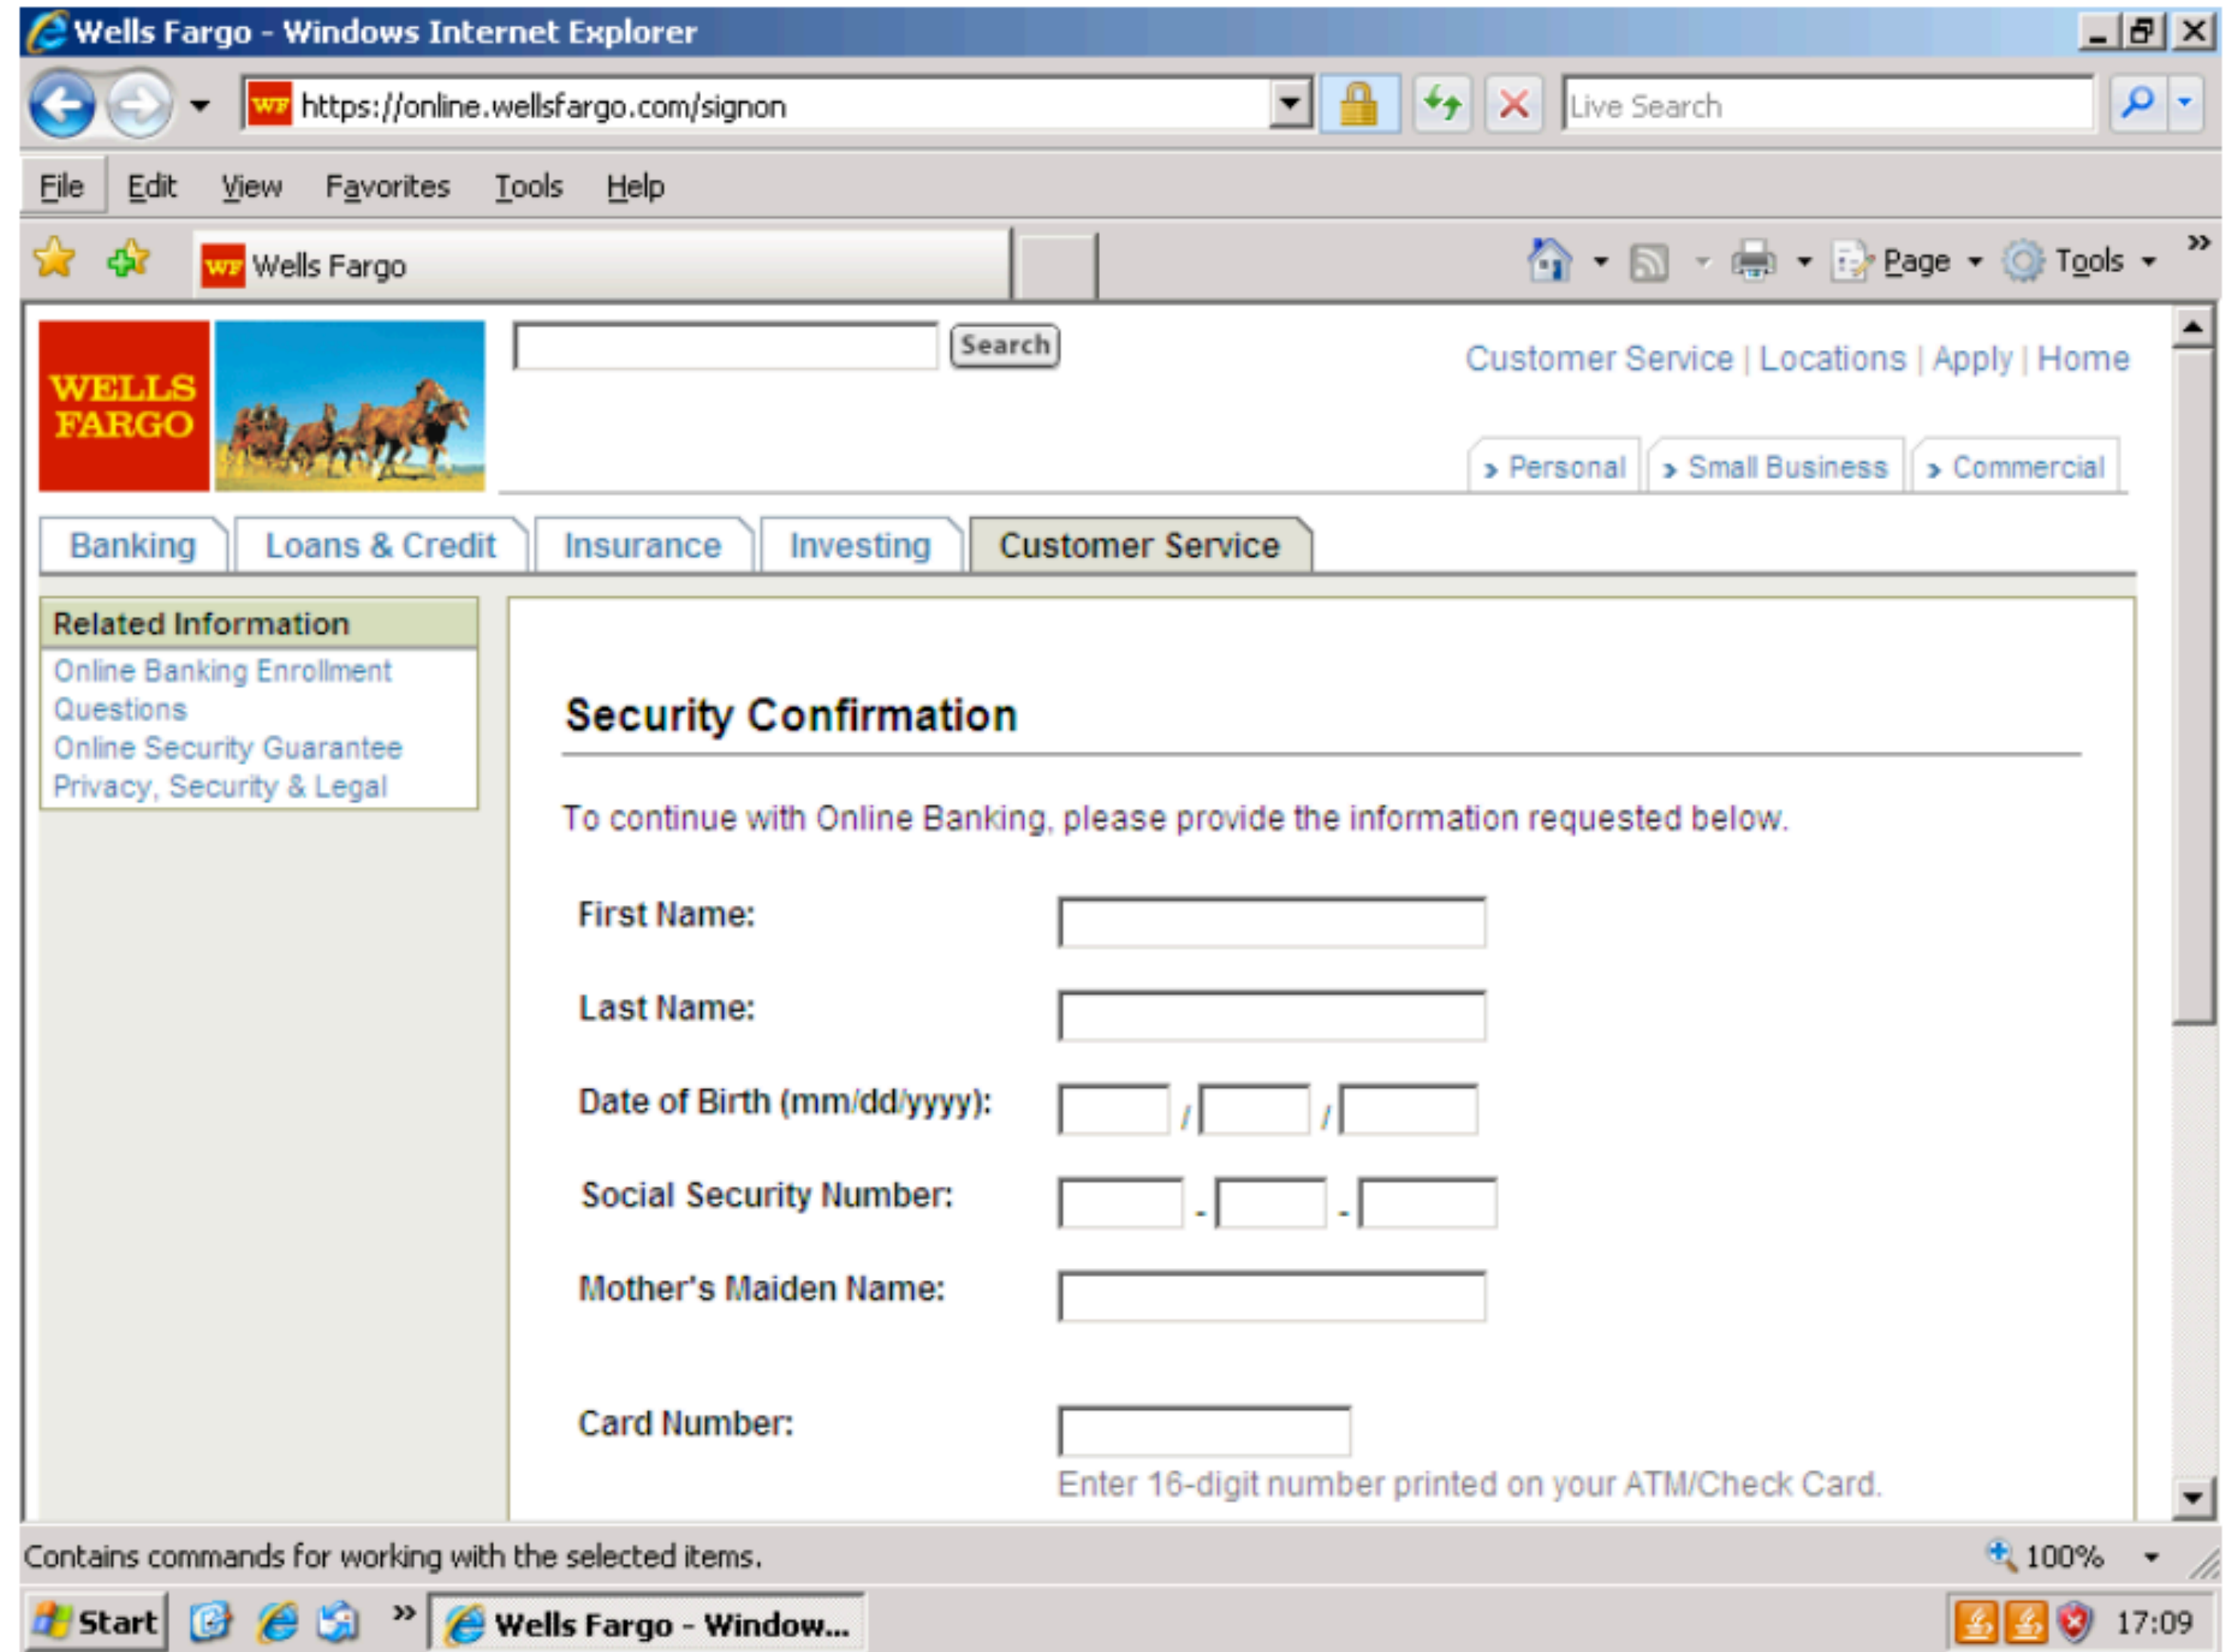 Wells Fargo - Windows Internet Explorer
WF https://online.wellsfargo.com/signon
Live Search
File Edit View Favorites Tools Help
WF Wells Fargo
Page Tools »
WELLS FARGO
Search
Customer Service | Locations | Apply | Home
› Personal › Small Business › Commercial
Banking Loans & Credit Insurance Investing Customer Service
Related Information
Online Banking Enrollment
Questions
Online Security Guarantee
Privacy, Security & Legal
Security Confirmation
To continue with Online Banking, please provide the information requested below.
First Name:
Last Name:
Date of Birth (mm/dd/yyyy): / /
Social Security Number: - -
Mother's Maiden Name:
Card Number:
Enter 16-digit number printed on your ATM/Check Card.
Contains commands for working with the selected items.
100%
Start » Wells Fargo - Window... 17:09